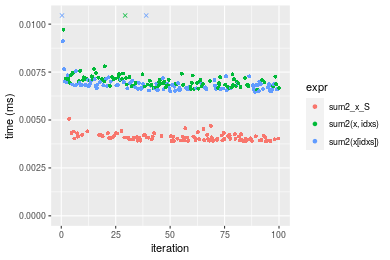 time (ms)
0.0100
0.0075
0.0050
0.0025
0.0000
0
25
50
75
100
iteration
expr
sum2_x_S
sum2(x, idxs)
sum2(x[idxs])